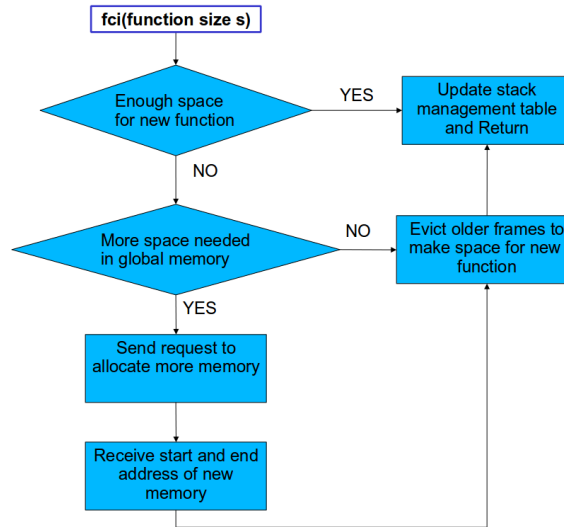 fci(function size s)
Enough space
for new function
YES
Update stack
management table
and Return
NO
More space needed
in global memory
NO
Evict older frames to
make space for new
function
YES
Send request to
allocate more memory
Receive start and end
address of new
memory